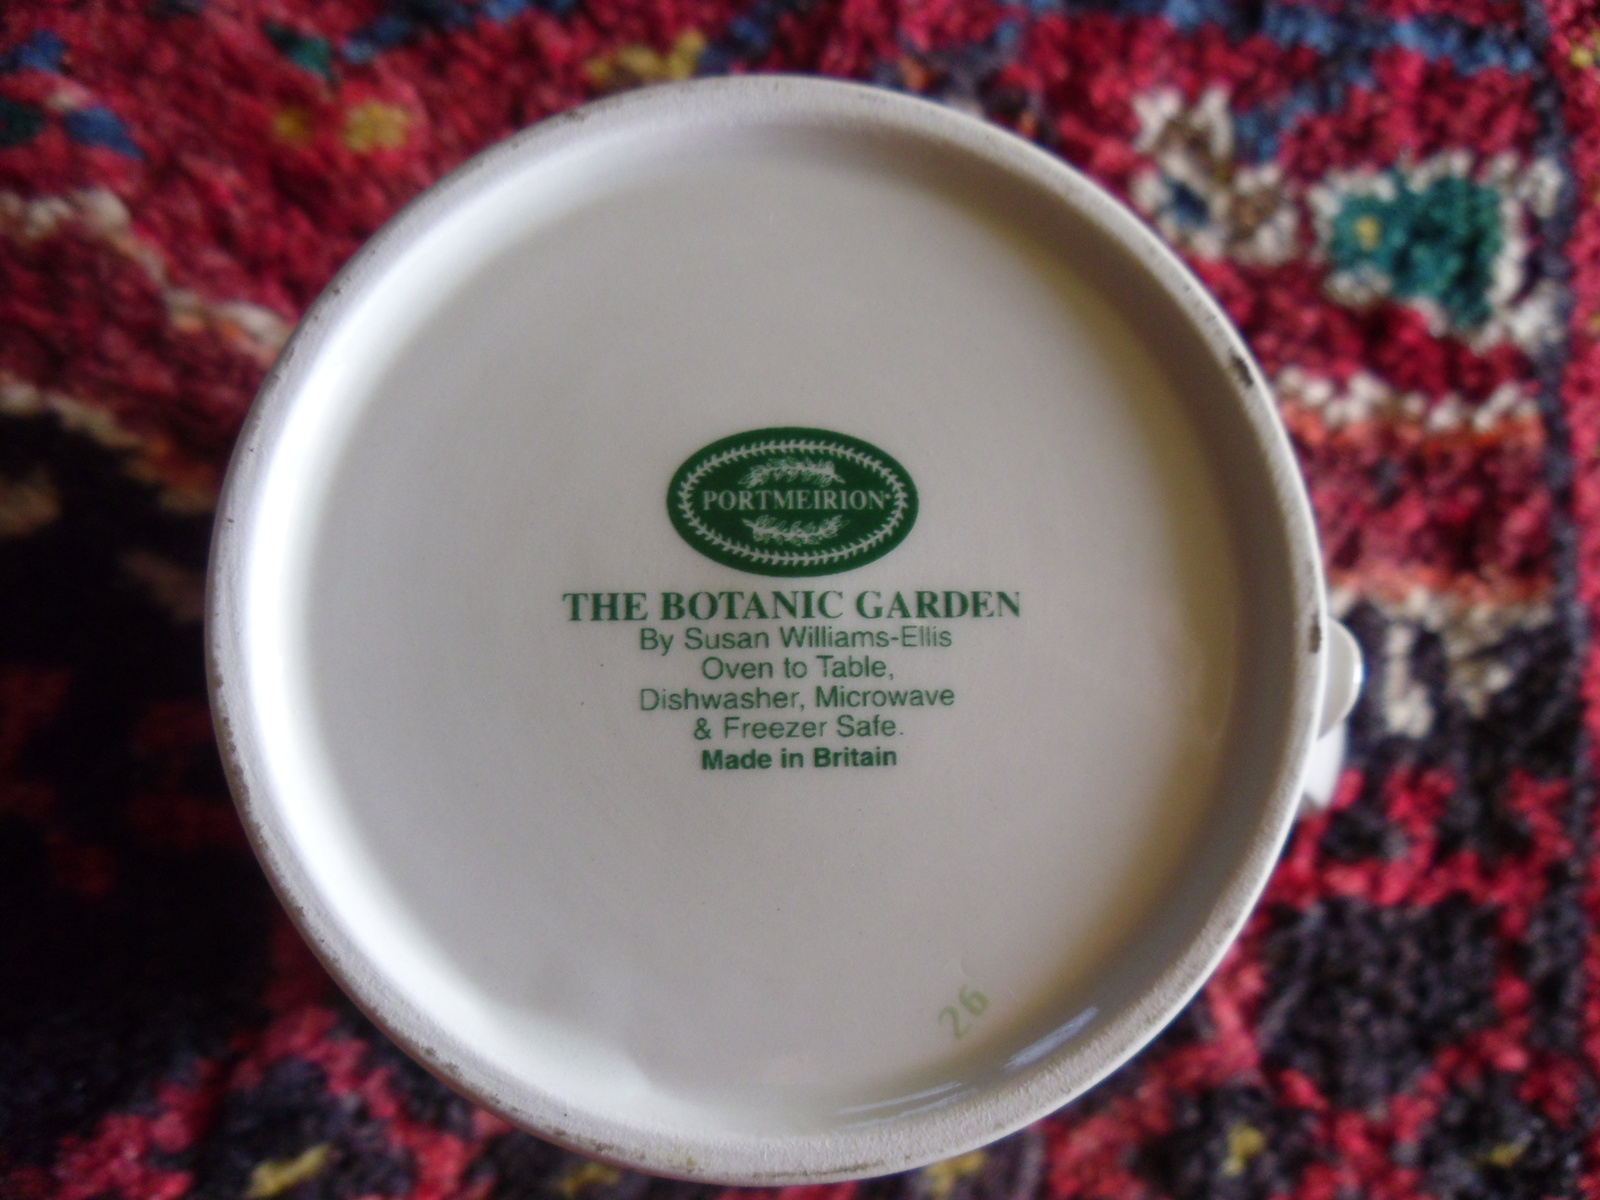 PORTMEIRION®
THE BOTANIC GARDEN
By Susan Williams-Ellis
Oven to Table,
Dishwasher, Microwave
& Freezer Safe.
Made in Britain
26